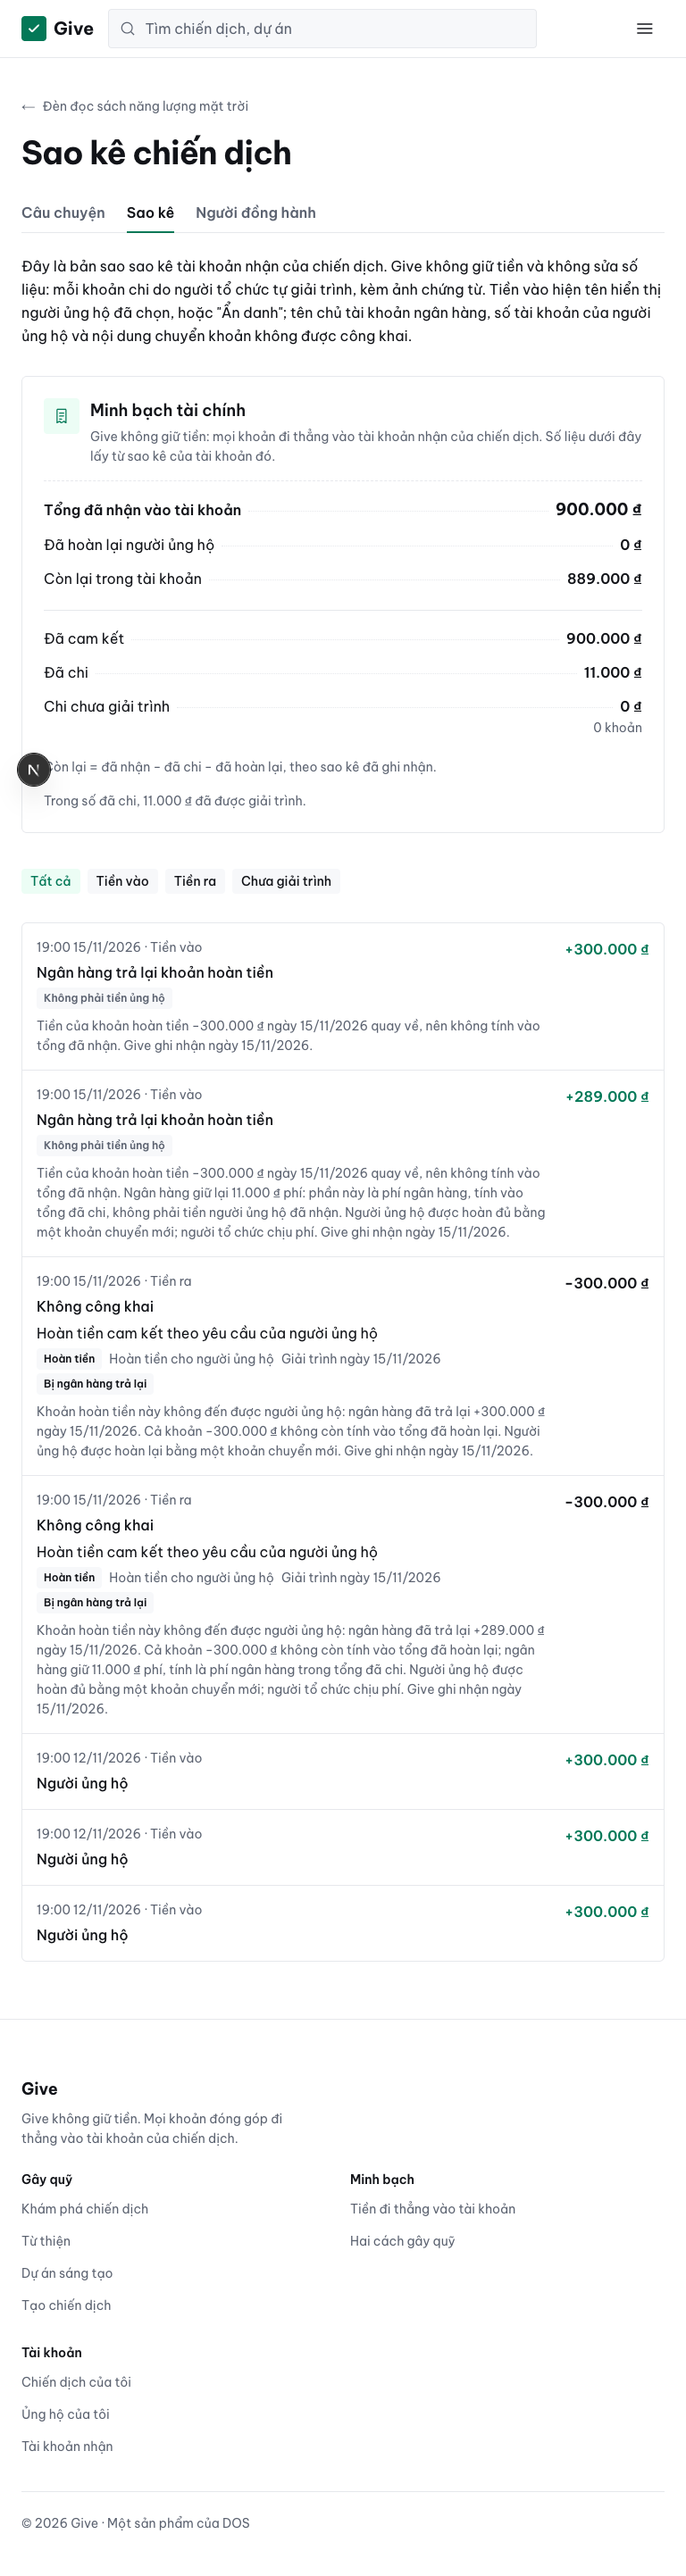 Give
Tìm chiến dịch, dự án
← Đèn đọc sách năng lượng mặt trời
Sao kê chiến dịch
Câu chuyện Sao kê Người đồng hành
Đây là bản sao sao kê tài khoản nhận của chiến dịch. Give không giữ tiền và không sửa số
liệu: mỗi khoản chi do người tổ chức tự giải trình, kèm ảnh chứng từ. Tiền vào hiện tên hiển thị
người ủng hộ đã chọn, hoặc "Ẩn danh"; tên chủ tài khoản ngân hàng, số tài khoản của người
ủng hộ và nội dung chuyển khoản không được công khai.
Minh bạch tài chính
Give không giữ tiền: mọi khoản đi thẳng vào tài khoản nhận của chiến dịch. Số liệu dưới đây
lấy từ sao kê của tài khoản đó.
Tổng đã nhận vào tài khoản 900.000 ₫
Đã hoàn lại người ủng hộ 0 ₫
Còn lại trong tài khoản 889.000 ₫
Đã cam kết 900.000 ₫
Đã chi 11.000 ₫
Chi chưa giải trình 0 ₫
0 khoản
N
Còn lại = đã nhận − đã chi − đã hoàn lại, theo sao kê đã ghi nhận.
Trong số đã chi, 11.000 ₫ đã được giải trình.
Tất cả Tiền vào Tiền ra Chưa giải trình
19:00 15/11/2026 · Tiền vào +300.000 ₫
Ngân hàng trả lại khoản hoàn tiền
Không phải tiền ủng hộ
Tiền của khoản hoàn tiền −300.000 ₫ ngày 15/11/2026 quay về, nên không tính vào
tổng đã nhận. Give ghi nhận ngày 15/11/2026.
19:00 15/11/2026 · Tiền vào +289.000 ₫
Ngân hàng trả lại khoản hoàn tiền
Không phải tiền ủng hộ
Tiền của khoản hoàn tiền −300.000 ₫ ngày 15/11/2026 quay về, nên không tính vào
tổng đã nhận. Ngân hàng giữ lại 11.000 ₫ phí: phần này là phí ngân hàng, tính vào
tổng đã chi, không phải tiền người ủng hộ đã nhận. Người ủng hộ được hoàn đủ bằng
một khoản chuyển mới; người tổ chức chịu phí. Give ghi nhận ngày 15/11/2026.
19:00 15/11/2026 · Tiền ra −300.000 ₫
Không công khai
Hoàn tiền cam kết theo yêu cầu của người ủng hộ
Hoàn tiền Hoàn tiền cho người ủng hộ Giải trình ngày 15/11/2026
Bị ngân hàng trả lại
Khoản hoàn tiền này không đến được người ủng hộ: ngân hàng đã trả lại +300.000 ₫
ngày 15/11/2026. Cả khoản −300.000 ₫ không còn tính vào tổng đã hoàn lại. Người
ủng hộ được hoàn lại bằng một khoản chuyển mới. Give ghi nhận ngày 15/11/2026.
19:00 15/11/2026 · Tiền ra −300.000 ₫
Không công khai
Hoàn tiền cam kết theo yêu cầu của người ủng hộ
Hoàn tiền Hoàn tiền cho người ủng hộ Giải trình ngày 15/11/2026
Bị ngân hàng trả lại
Khoản hoàn tiền này không đến được người ủng hộ: ngân hàng đã trả lại +289.000 ₫
ngày 15/11/2026. Cả khoản −300.000 ₫ không còn tính vào tổng đã hoàn lại; ngân
hàng giữ 11.000 ₫ phí, tính là phí ngân hàng trong tổng đã chi. Người ủng hộ được
hoàn đủ bằng một khoản chuyển mới; người tổ chức chịu phí. Give ghi nhận ngày
15/11/2026.
19:00 12/11/2026 · Tiền vào +300.000 ₫
Người ủng hộ
19:00 12/11/2026 · Tiền vào +300.000 ₫
Người ủng hộ
19:00 12/11/2026 · Tiền vào +300.000 ₫
Người ủng hộ
Give
Give không giữ tiền. Mọi khoản đóng góp đi
thẳng vào tài khoản của chiến dịch.
Gây quỹ
Khám phá chiến dịch
Từ thiện
Dự án sáng tạo
Tạo chiến dịch
Minh bạch
Tiền đi thẳng vào tài khoản
Hai cách gây quỹ
Tài khoản
Chiến dịch của tôi
Ủng hộ của tôi
Tài khoản nhận
© 2026 Give · Một sản phẩm của DOS